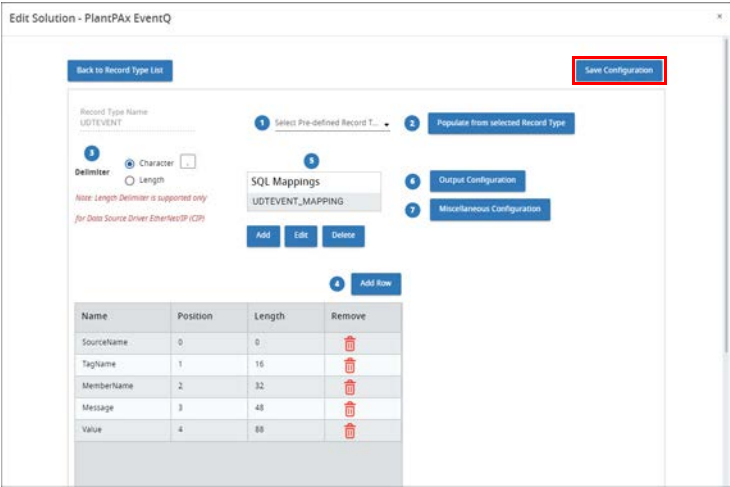 Edit Solution - PlantPAx EventQ
×
Back to Record Type List
Save Configuration
Record Type Name
UDTEVENT
1 Select Pre-defined Record T...
2 Populate from selected Record Type
3
Delimiter
Character .
Length
Note: Length Delimiter is supported only
for Data Source Driver EtherNet/IP (CIP)
5
SQL Mappings
UDTEVENT_MAPPING
Add Edit Delete
6 Output Configuration
7 Miscellaneous Configuration
4 Add Row
Name Position Length Remove
SourceName 0 0
TagName 1 16
MemberName 2 32
Message 3 48
Value 4 88